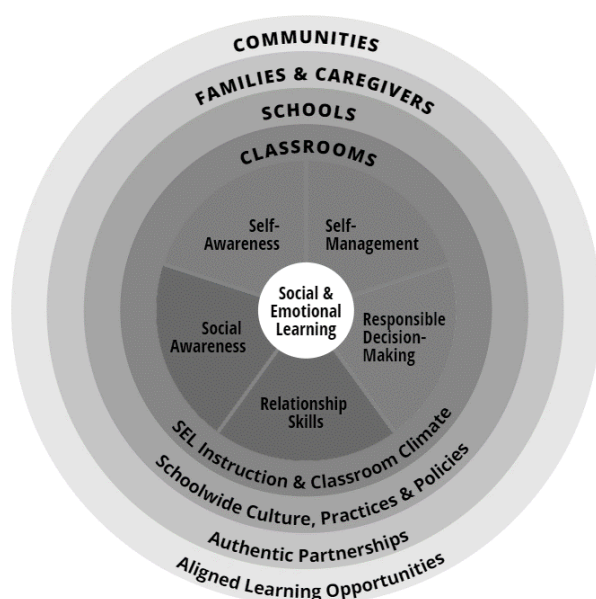 COMMUNITIES
FAMILIES & CAREGIVERS
SCHOOLS
CLASSROOMS
Self-
Awareness
Self-
Management
Social &
Emotional
Learning
Social
Awareness
Responsible
Decision-
Making
Relationship
Skills
SEL Instruction & Classroom Climate
Schoolwide Culture, Practices & Policies
Authentic Partnerships
Aligned Learning Opportunities